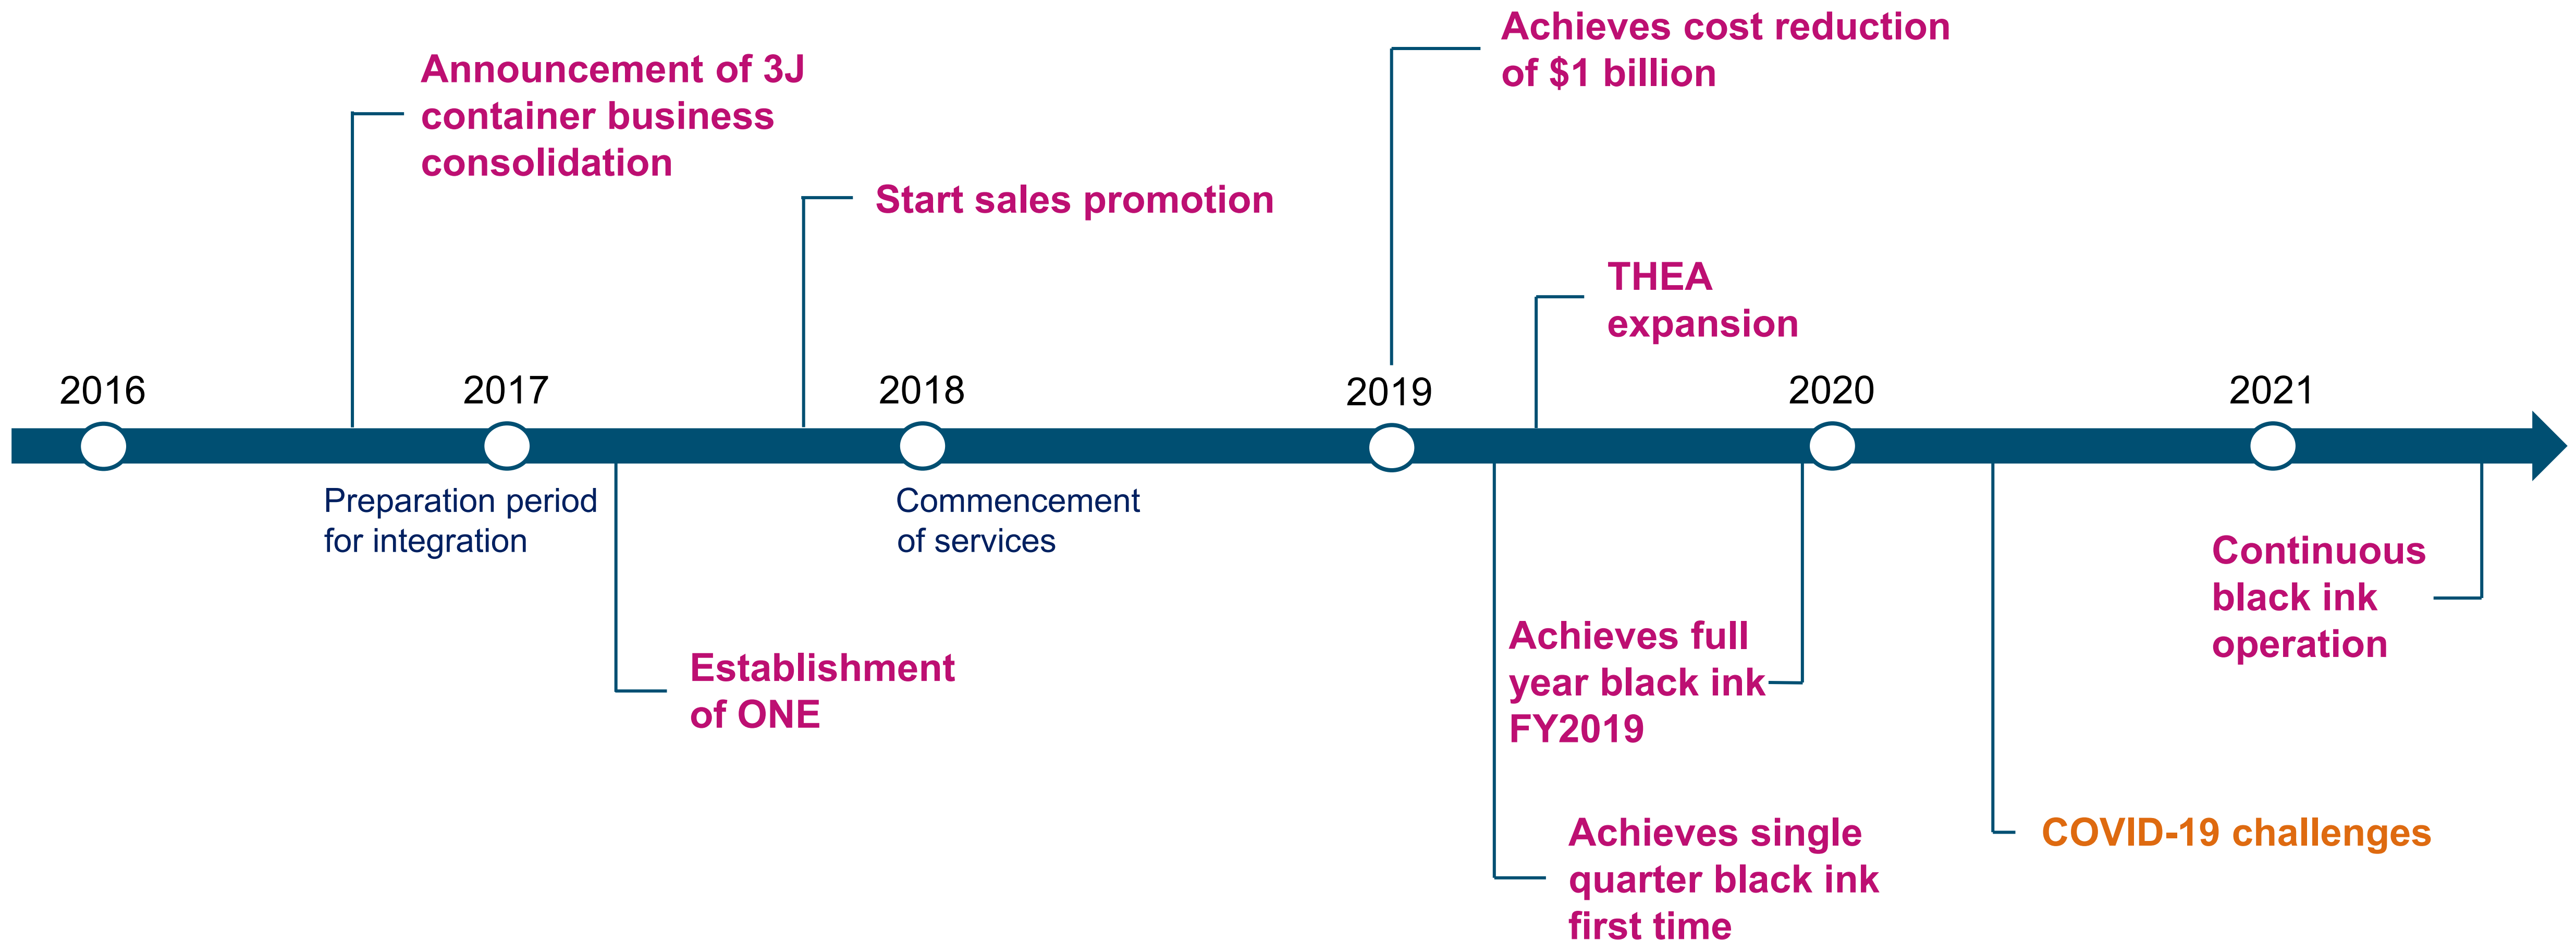 Achieves cost reduction
of $1 billion
Announcement of 3J
container business
consolidation
Start sales promotion
THEA
expansion
2016
2017
2018
2019
2020
2021
Preparation period
for integration
Commencement
of services
Continuous
black ink
operation
Achieves full
year black ink
FY2019
Establishment
of ONE
Achieves single
quarter black ink
first time
COVID-19 challenges